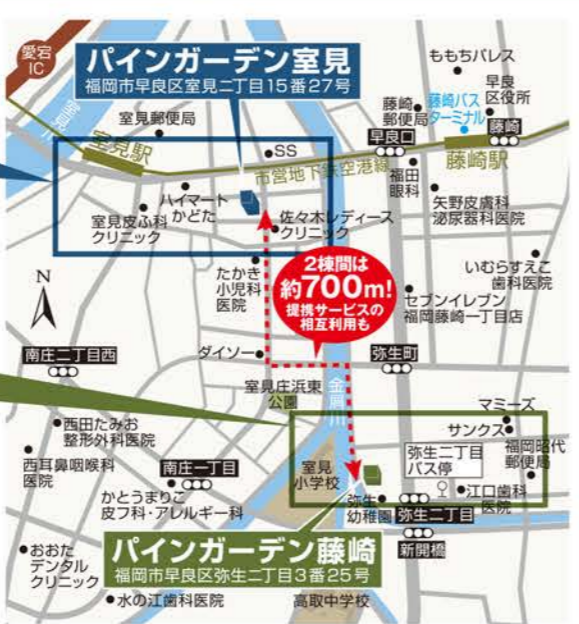 愛宕
IC
パインガーデン室見
福岡市早良区室見二丁目15番27号
室見川
ももちパレス
早良
区役所
藤崎
郵便局
藤崎バス
ターミナル
藤崎
早良口
室見郵便局
室見駅
SS
市営地下鉄空港線
藤崎駅
福田
眼科
矢野皮膚科
泌尿器科医院
ハイマート
かどた
室見皮ふ科
クリニック
佐々木レディース
クリニック
たかき
小児科
医院
2棟間は
約700m!
提携サービスの
相互利用も
いむらすえこ
歯科医院
セブンイレブン
福岡藤崎一丁目店
N
南庄二丁目西
ダイソー
弥生町
室見庄浜東
公園
金屑川
マミーズ
サンクス
福岡昭代
郵便局
西田たみお
整形外科医院
西耳鼻咽喉科
医院
南庄一丁目
かとうまりこ
皮フ科・アレルギー科
室見
小学校
弥生二丁目
バス停
江口歯科
医院
弥生
幼稚園
弥生二丁目
新開橋
パインガーデン藤崎
福岡市早良区弥生二丁目3番25号
おおた
デンタル
クリニック
水の江歯科医院
高取中学校